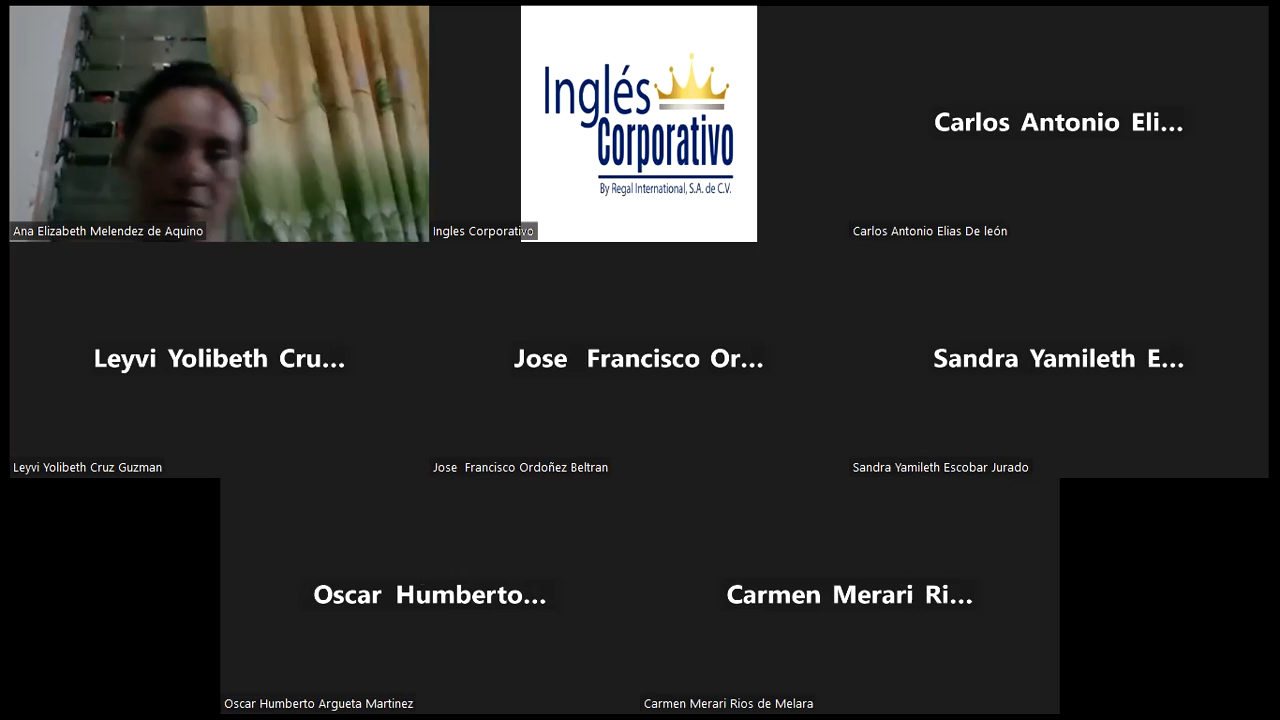 Inglés
Corporativo
By Regal International, S.A. de C.V.
Carlos Antonio Eli...
Ana Elizabeth Melendez de Aquino
Ingles Corporativo
Carlos Antonio Elias De león
Leyvi Yolibeth Cru...
Jose Francisco Or...
Sandra Yamileth E...
Leyvi Yolibeth Cruz Guzman
Jose Francisco Ordoñez Beltran
Sandra Yamileth Escobar Jurado
Oscar Humberto...
Carmen Merari Ri...
Oscar Humberto Argueta Martinez
Carmen Merari Rios de Melara